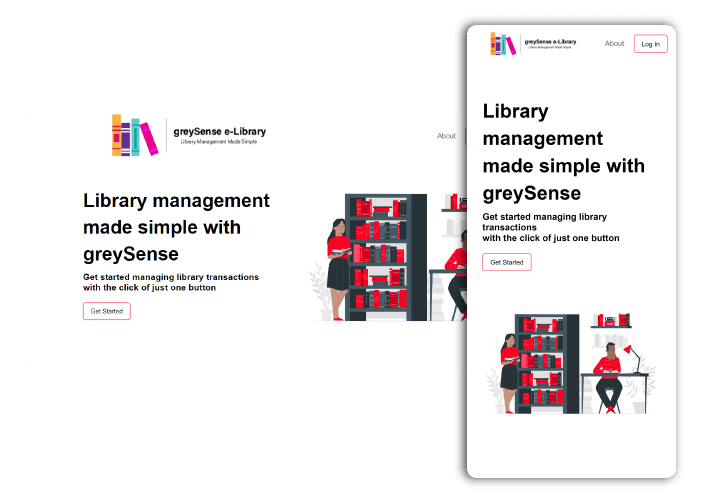 greySense e-Library
Library Management Made Simple
About
Library management
made simple with
greySense
Get started managing library transactions
with the click of just one button
Get Started
greySense e-Library
Library Management Made Simple
About
Log In
Library
management
made simple with
greySense
Get started managing library
transactions
with the click of just one button
Get Started